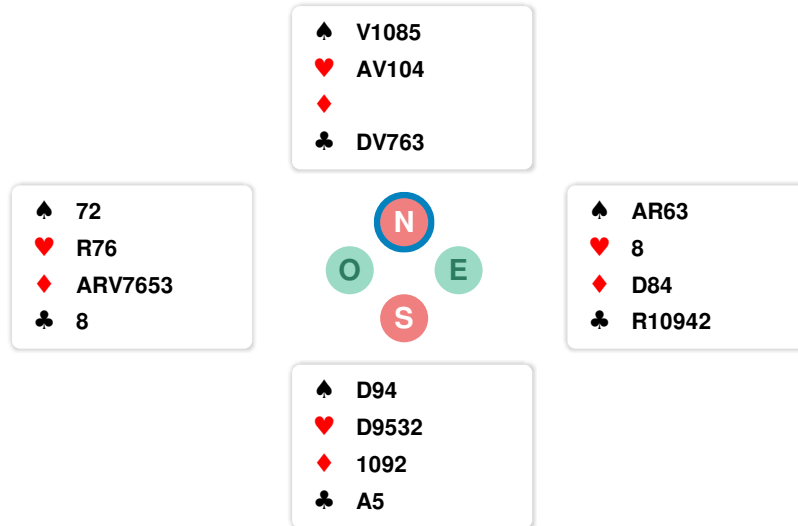 ♠ V1085
♥ AV104
♦
♣ DV763
♠ 72
♥ R76
♦ ARV7653
♣ 8
N
O E
S
♠ AR63
♥ 8
♦ D84
♣ R10942
♠ D94
♥ D9532
♦ 1092
♣ A5